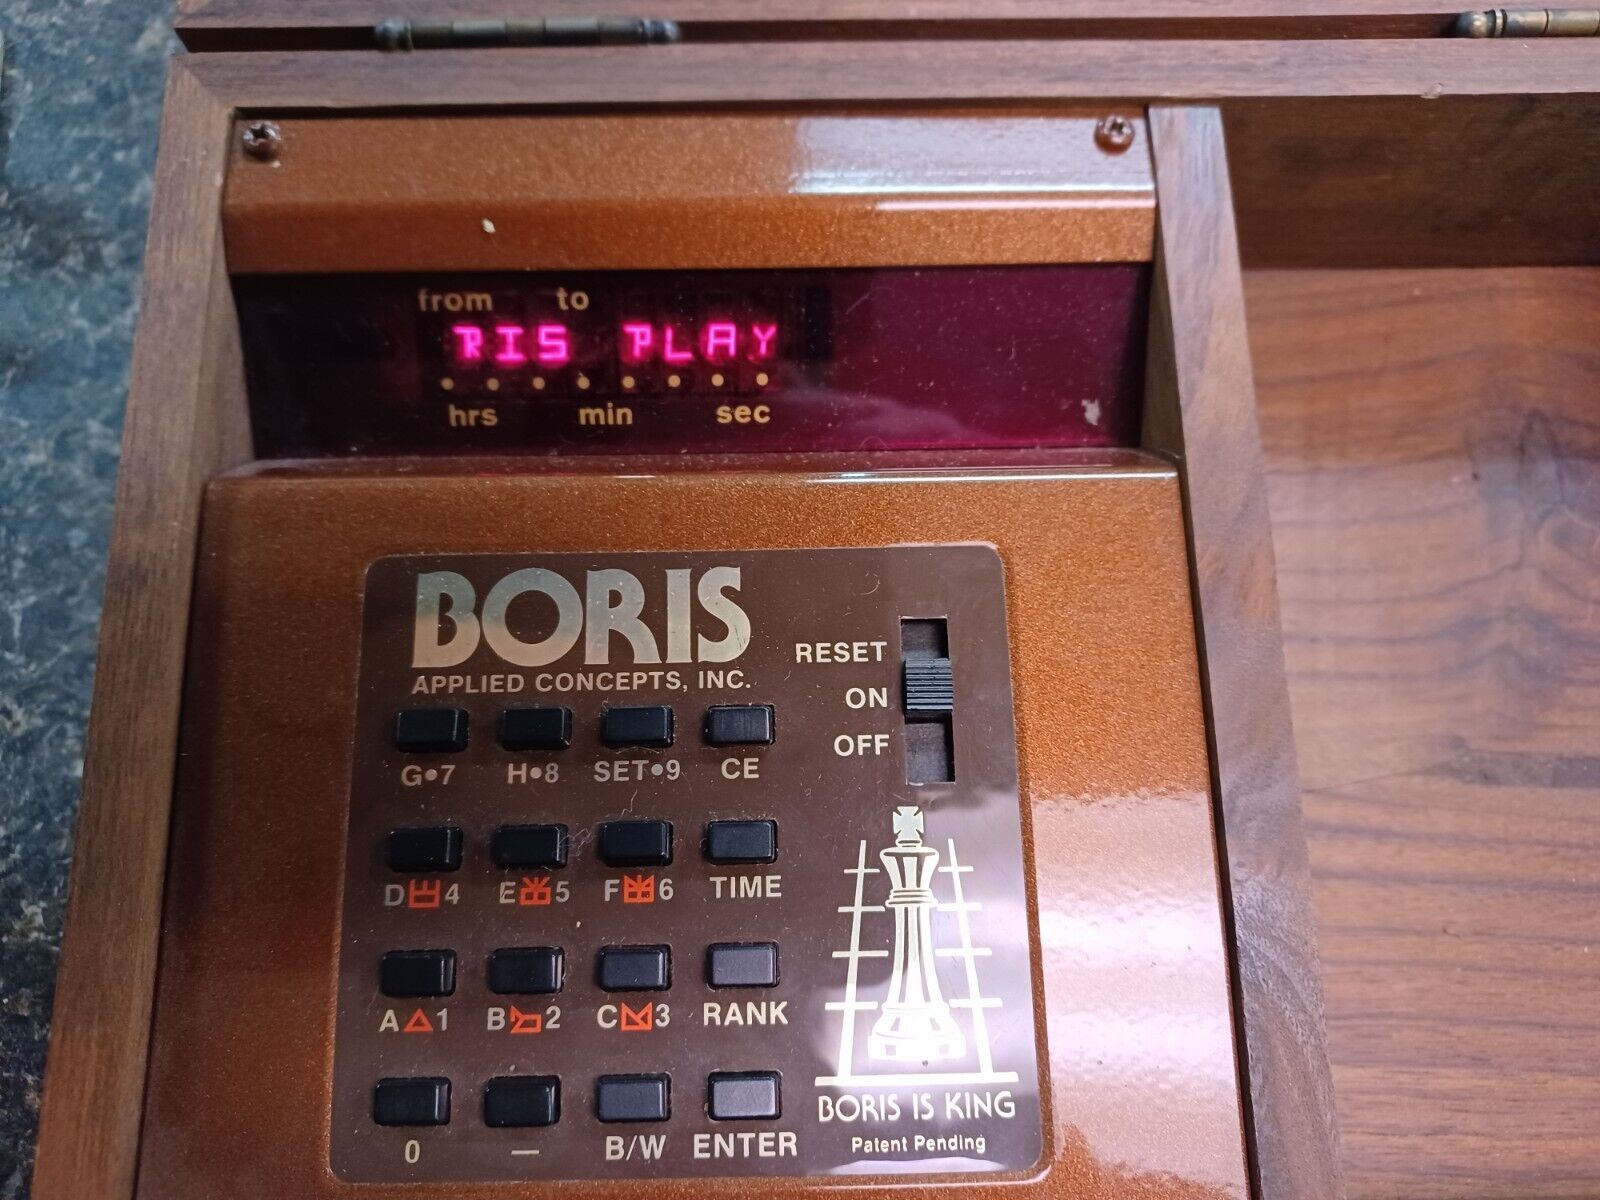 from to
RIS PLAY
hrs min sec
BORIS
APPLIED CONCEPTS, INC.
RESET
ON
OFF
G•7 H•8 SET•9 CE
D 4 E 5 F 6 TIME
A 1 B 2 C 3 RANK
0 — B/W ENTER
BORIS IS KING
Patent Pending